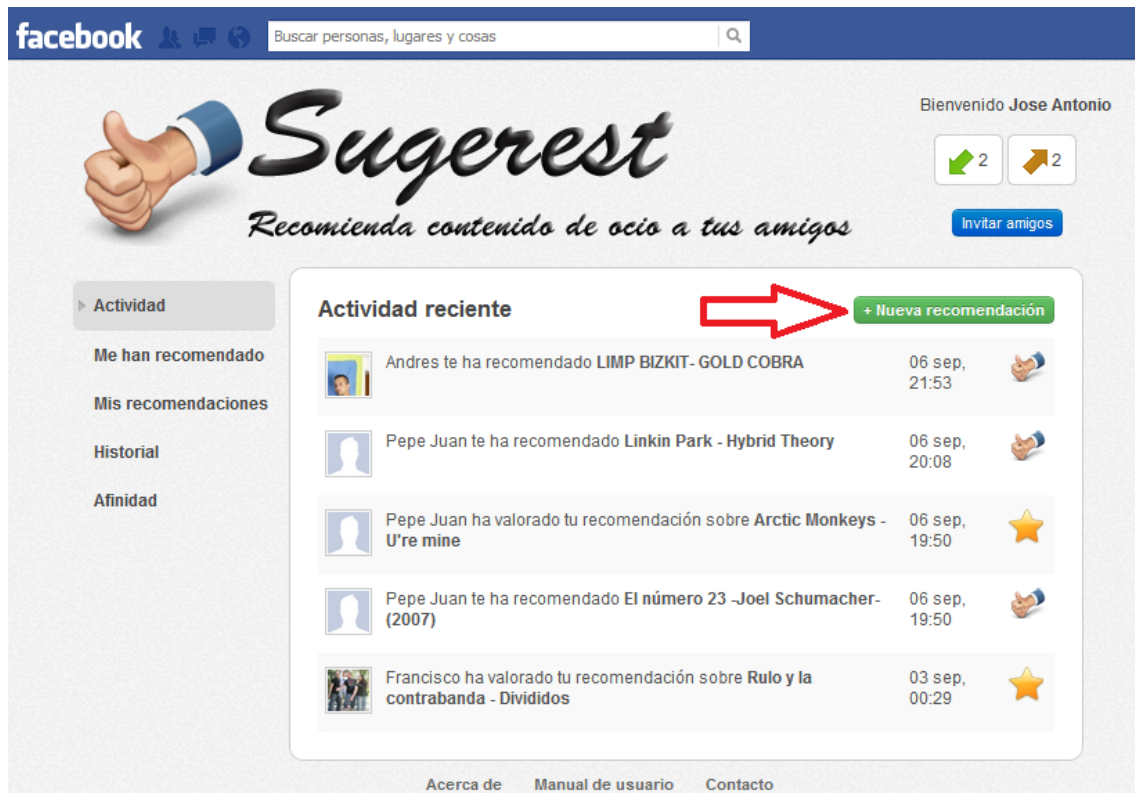 facebook
Buscar personas, lugares y cosas
Sugerest
Recomienda contenido de ocio a tus amigos
Bienvenido Jose Antonio
2
2
Invitar amigos
Actividad
Me han recomendado
Mis recomendaciones
Historial
Afinidad
Actividad reciente
+ Nueva recomendación
Andres te ha recomendado LIMP BIZKIT- GOLD COBRA
06 sep,
21:53
Pepe Juan te ha recomendado Linkin Park - Hybrid Theory
06 sep,
20:08
Pepe Juan ha valorado tu recomendación sobre Arctic Monkeys -
U're mine
06 sep,
19:50
Pepe Juan te ha recomendado El número 23 -Joel Schumacher-
(2007)
06 sep,
19:50
Francisco ha valorado tu recomendación sobre Rulo y la
contrabanda - Divididos
03 sep,
00:29
Acerca de
Manual de usuario
Contacto